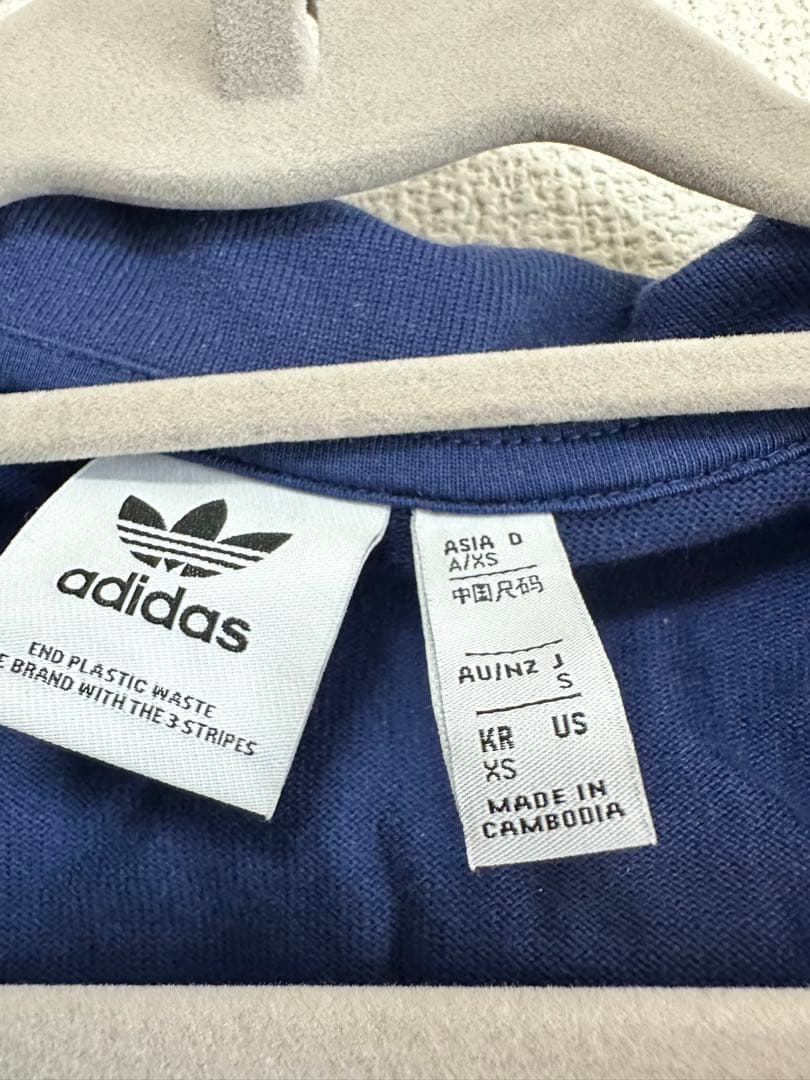 adidas
END PLASTIC WASTE
E BRAND WITH THE 3 STRIPES
ASIA D
A/XS
中国尺码
AU/NZ J
S
KR US
XS
MADE IN
CAMBODIA